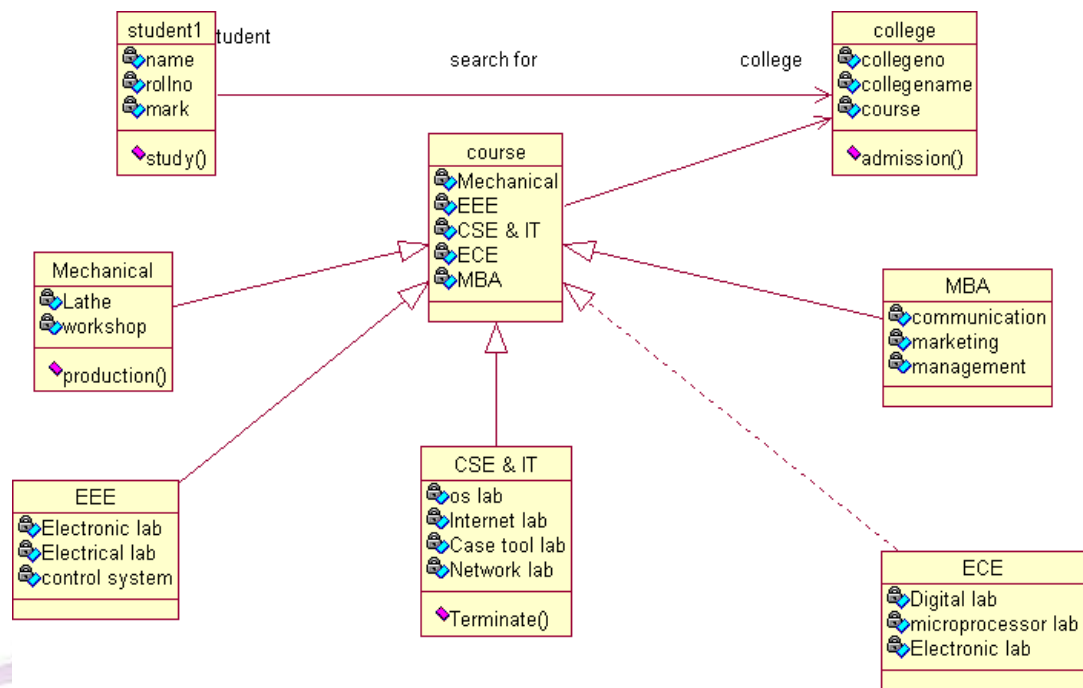 student1
tudent
name
rollno
mark
study()
search for
college
college
collegeno
collegename
course
admission()
course
Mechanical
EEE
CSE & IT
ECE
MBA
Mechanical
Lathe
workshop
production()
MBA
communication
marketing
management
EEE
Electronic lab
Electrical lab
control system
CSE & IT
os lab
Internet lab
Case tool lab
Network lab
Terminate()
ECE
Digital lab
microprocessor lab
Electronic lab